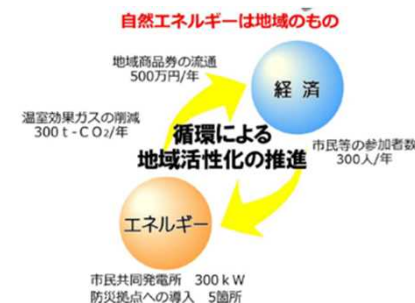 自然エネルギーは地域のもの
地域商品券の流通
500万円/年
経済
温室効果ガスの削減
300t-CO2/年
循環による
地域活性化の推進
市民等の参加者数
300人/年
エネルギー
市民共同発電所 300kW
防災拠点への導入 5箇所